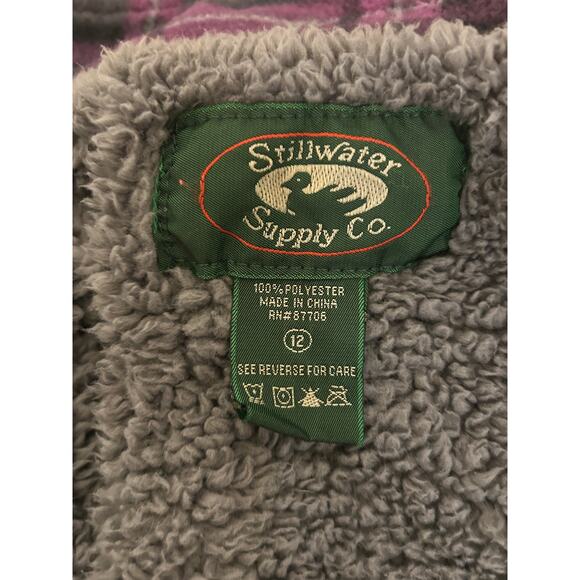 Stillwater
Supply Co.
100% POLYESTER
MADE IN CHINA
RN#87706
12
SEE REVERSE FOR CARE